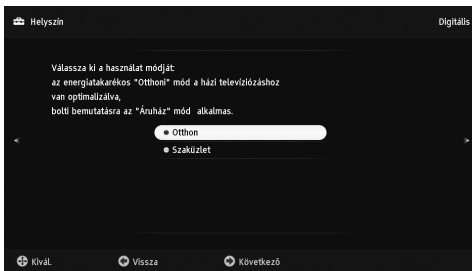 Helyszín Digitális
Válassza ki a használat módját:
az energiatakarékos "Otthoni" mód a házi televíziózáshoz
van optimalizálva,
bolti bemutatásra az "Áruház" mód alkalmas.
Otthon
Szaküzlet
Kivál. Vissza Következő